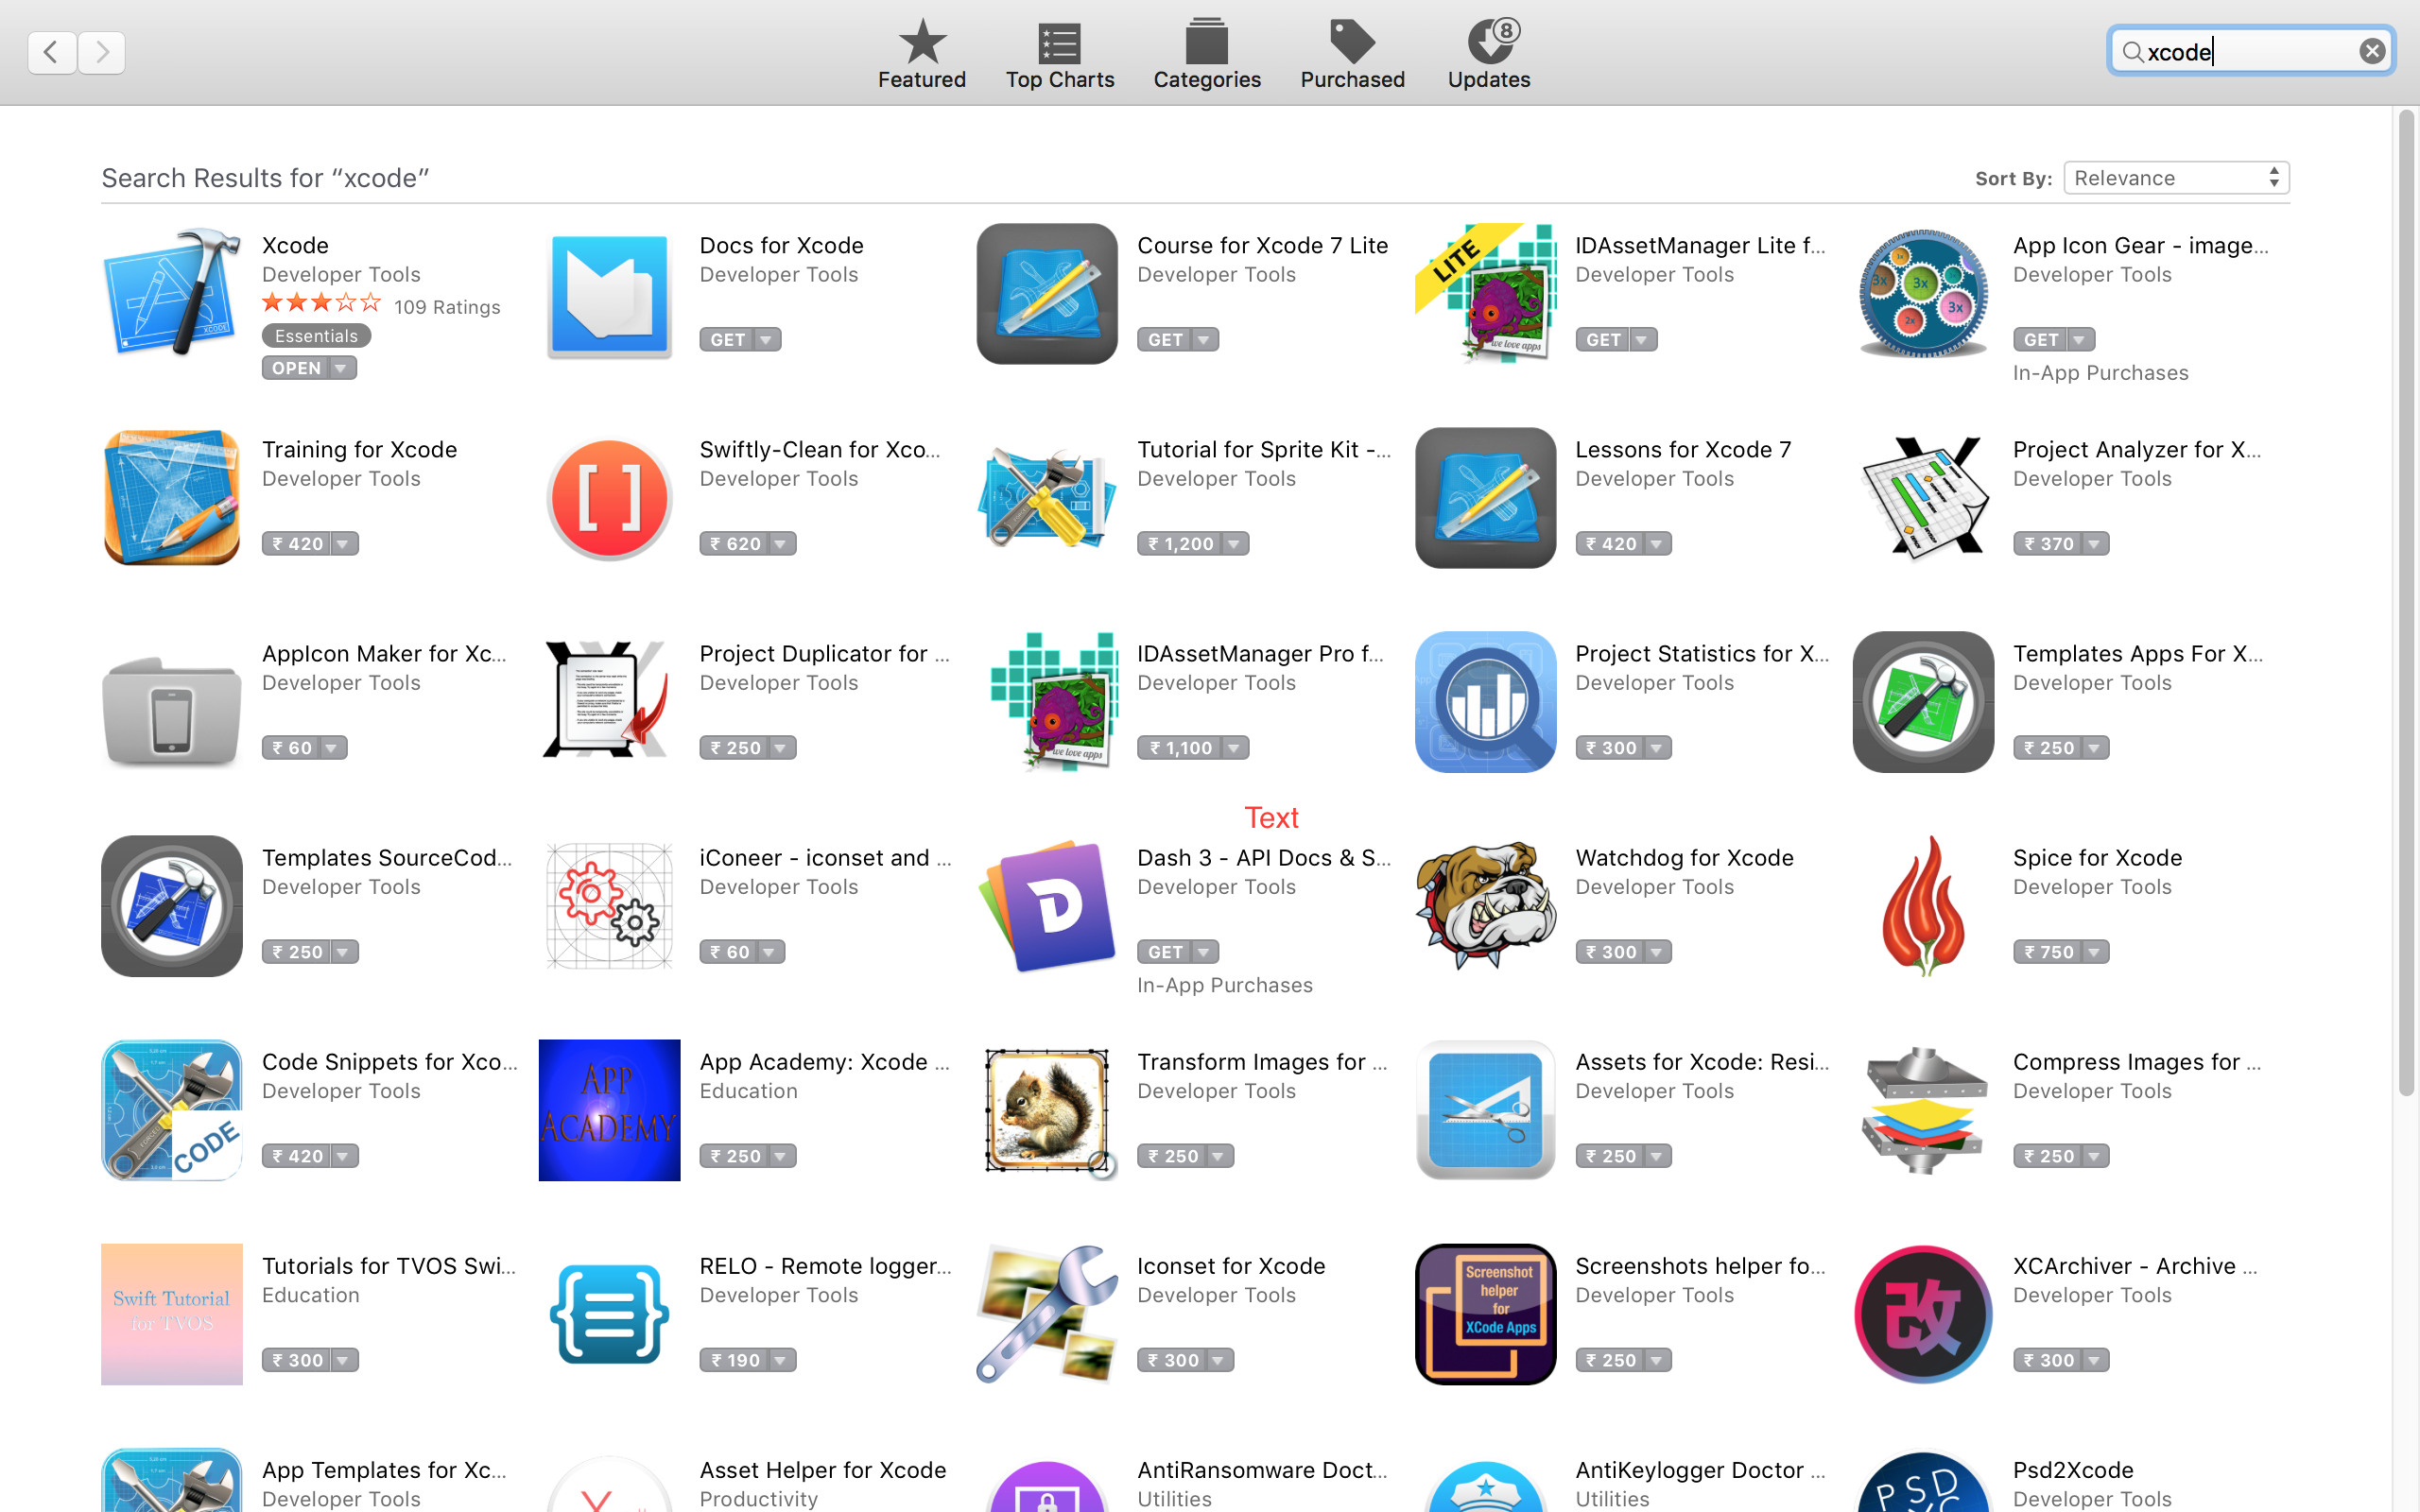 Featured
Top Charts
Categories
Purchased
8
Updates
xcode
Search Results for “xcode”
Sort By: Relevance
Xcode
Developer Tools
109 Ratings
Essentials
OPEN
Docs for Xcode
Developer Tools
GET
Course for Xcode 7 Lite
Developer Tools
GET
LITE
we love apps
IDAssetManager Lite f...
Developer Tools
GET
App Icon Gear - image...
Developer Tools
GET
In-App Purchases
Training for Xcode
Developer Tools
₹ 420
Swiftly-Clean for Xco...
Developer Tools
₹ 620
Tutorial for Sprite Kit -...
Developer Tools
₹ 1,200
Lessons for Xcode 7
Developer Tools
₹ 420
Project Analyzer for X...
Developer Tools
₹ 370
AppIcon Maker for Xc...
Developer Tools
₹ 60
Project Duplicator for ...
Developer Tools
₹ 250
we love apps
IDAssetManager Pro f...
Developer Tools
₹ 1,100
Project Statistics for X...
Developer Tools
₹ 300
Templates Apps For X...
Developer Tools
₹ 250
Text
Templates SourceCod...
Developer Tools
₹ 250
iConeer - iconset and ...
Developer Tools
₹ 60
Dash 3 - API Docs & S...
Developer Tools
GET
In-App Purchases
Watchdog for Xcode
Developer Tools
₹ 300
Spice for Xcode
Developer Tools
₹ 750
CODE
Code Snippets for Xco...
Developer Tools
₹ 420
APP
ACADEMY
App Academy: Xcode ...
Education
₹ 250
Transform Images for ...
Developer Tools
₹ 250
Assets for Xcode: Resi...
Developer Tools
₹ 250
Compress Images for ...
Developer Tools
₹ 250
Swift Tutorial
for TVOS
Tutorials for TVOS Swi...
Education
₹ 300
RELO - Remote logger...
Developer Tools
₹ 190
Iconset for Xcode
Developer Tools
₹ 300
Screenshot
helper
for
XCode Apps
Screenshots helper fo...
Developer Tools
₹ 250
改
XCArchiver - Archive ...
Developer Tools
₹ 300
App Templates for Xc...
Developer Tools
Asset Helper for Xcode
Productivity
AntiRansomware Doct...
Utilities
AntiKeylogger Doctor ...
Utilities
PSD
Psd2Xcode
Developer Tools